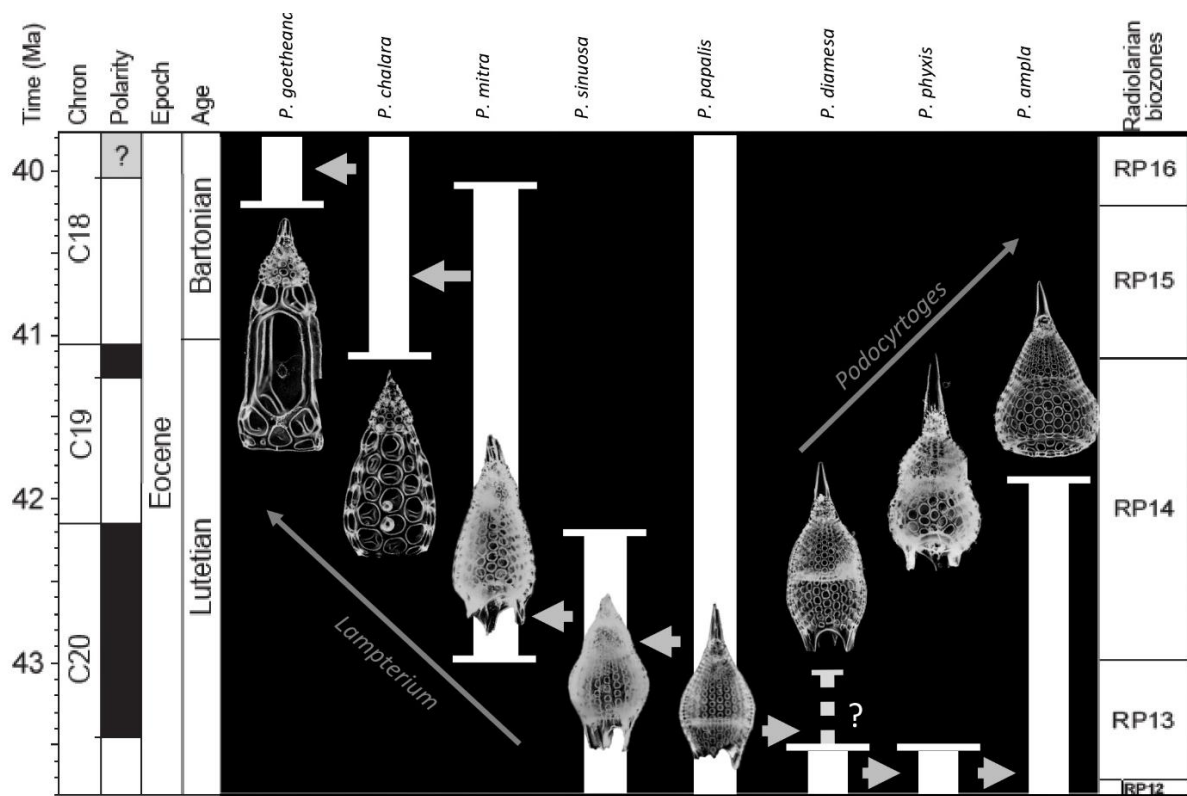 Time (Ma)
Chron
Polarity
Epoch
Age
P. goetheanc
P. chalara
P. mitra
P. sinuosa
P. papalis
P. diamesa
P. phyxis
P. ampla
Radiolarian
biozones
40
41
42
43
C18
C19
C20
?
Eocene
Bartonian
Lutetian
Lampterium
Podocyrtoges
?
RP16
RP15
RP14
RP13
RP12